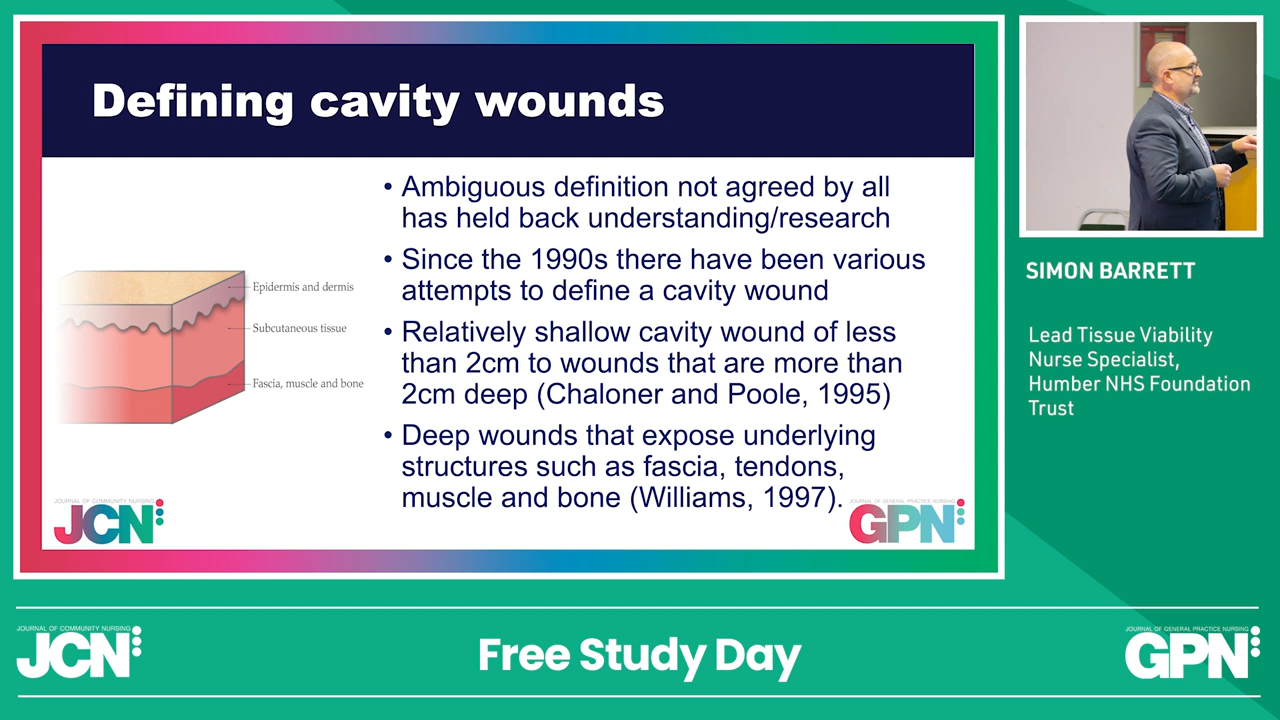 Defining cavity wounds
• Ambiguous definition not agreed by all
has held back understanding/research
• Since the 1990s there have been various
attempts to define a cavity wound
• Relatively shallow cavity wound of less
than 2cm to wounds that are more than
2cm deep (Chaloner and Poole, 1995)
• Deep wounds that expose underlying
structures such as fascia, tendons,
muscle and bone (Williams, 1997).
Epidermis and dermis
Subcutaneous tissue
Fascia, muscle and bone
JOURNAL OF COMMUNITY NURSING
JCN
JOURNAL OF GENERAL PRACTICE NURSING
GPN
SIMON BARRETT
Lead Tissue Viability
Nurse Specialist,
Humber NHS Foundation
Trust
JOURNAL OF COMMUNITY NURSING
JCN
Free Study Day
JOURNAL OF GENERAL PRACTICE NURSING
GPN